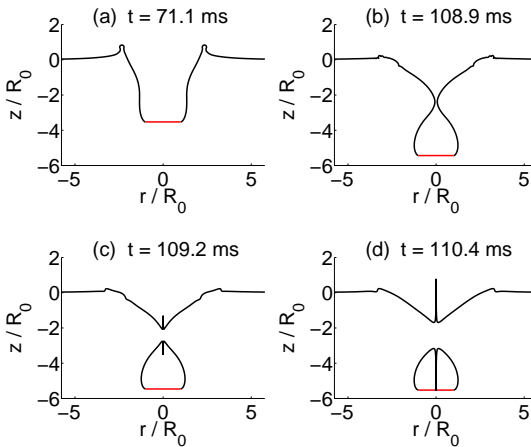 (a) t = 71.1 ms
(b) t = 108.9 ms
z / R₀
2
0
−2
−4
−6
−5 0 5
r / R₀
z / R₀
2
0
−2
−4
−6
−5 0 5
r / R₀
(c) t = 109.2 ms
(d) t = 110.4 ms
z / R₀
2
0
−2
−4
−6
−5 0 5
r / R₀
z / R₀
2
0
−2
−4
−6
−5 0 5
r / R₀